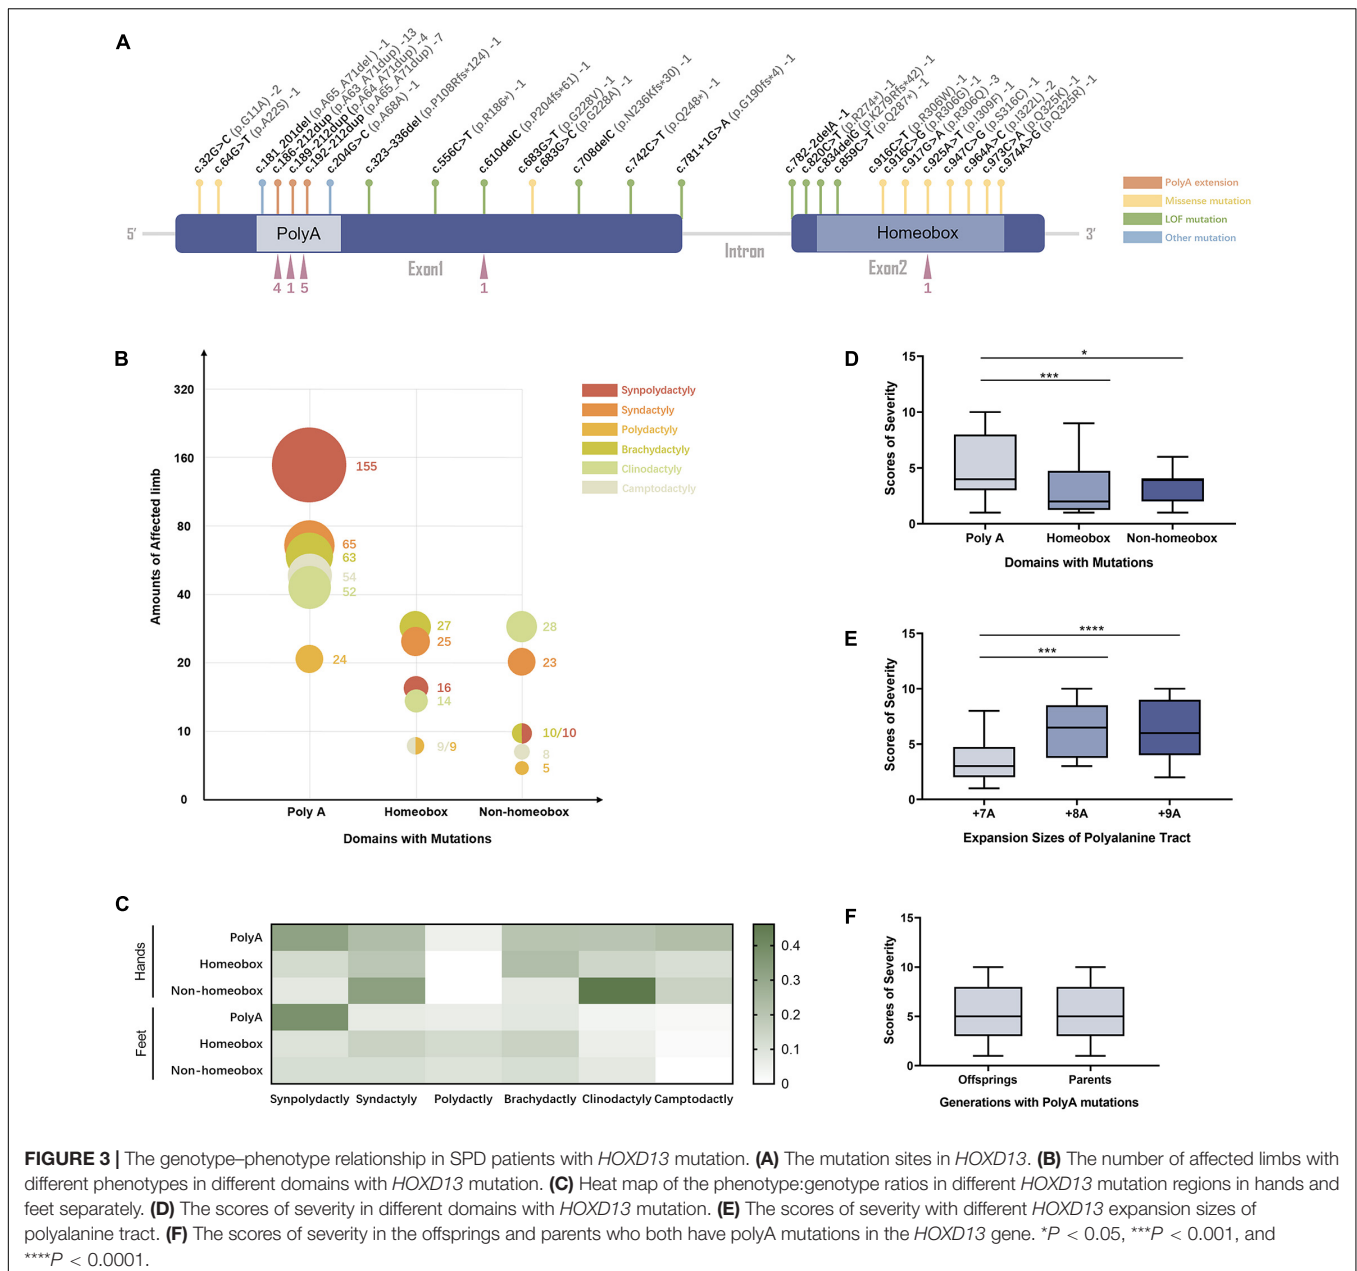 A
c.32G>C (p.G11A) -2
c.64G>T (p.A22S) -1
c.181_201del (p.A65_A71del ) -1
c.186-212dup (p.A63_A71dup) -13
c.189-212dup (p.A64_A71dup) -4
c.192-212dup (p.A65_A71dup) -7
c.204G>C (p.A68A) -1
c.323-336del (p.P108Rfs*124) -1
c.556C>T (p.R186*) -1
c.610delC (p.P204fs*61) -1
c.683G>T (p.G228V) -1
c.683G>C (p.G228A) -1
c.708delC (p.N236Kfs*30) -1
c.742C>T (p.Q248*) -1
c.781+1G>A (p.G190fs*4) -1
c.782-2delA -1
c.820C>T (p.R274*) -1
c.834delG (p.K279Rfs*42) -1
c.859C>T (p.Q287*) -1
c.916C>T (p.R306W) -1
c.916C>G (p.R306G) -1
c.917G>A (p.R306Q) -3
c.925A>T (p.I309F) -1
c.947C>G (p.S316C) -1
c.964A>C (p.I322L) -2
c.973C>A (p.Q325K) -1
c.974A>G (p.Q325R) -1
PolyA extension
Missense mutation
LOF mutation
Other mutation
5'
PolyA
Homeobox
3'
Exon1
Intron
Exon2
4 1 5
1
1
B
Amounts of Affected limb
320
160
80
40
20
10
0
155
65
63
54
52
24
27
25
16
14
9/9
28
23
10/10
8
5
Poly A
Homeobox
Non-homeobox
Domains with Mutations
Synpolydactyly
Syndactyly
Polydactyly
Brachydactyly
Clinodactyly
Camptodactyly
D
Scores of Severity
15
10
5
0
*
***
Poly A
Homeobox
Non-homeobox
Domains with Mutations
E
Scores of Severity
15
10
5
0
****
***
+7A
+8A
+9A
Expansion Sizes of Polyalanine Tract
C
Hands
PolyA
Homeobox
Non-homeobox
Feet
PolyA
Homeobox
Non-homeobox
Synpolydactly Syndactyly Polydactly Brachydactly Clinodactyly Camptodactly
0.4
0.3
0.2
0.1
0
F
Scores of Severity
15
10
5
0
Offsprings
Parents
Generations with PolyA mutations
FIGURE 3 | The genotype–phenotype relationship in SPD patients with HOXD13 mutation. (A) The mutation sites in HOXD13. (B) The number of affected limbs with
different phenotypes in different domains with HOXD13 mutation. (C) Heat map of the phenotype:genotype ratios in different HOXD13 mutation regions in hands and
feet separately. (D) The scores of severity in different domains with HOXD13 mutation. (E) The scores of severity with different HOXD13 expansion sizes of
polyalanine tract. (F) The scores of severity in the offsprings and parents who both have polyA mutations in the HOXD13 gene. *P < 0.05, ***P < 0.001, and
****P < 0.0001.